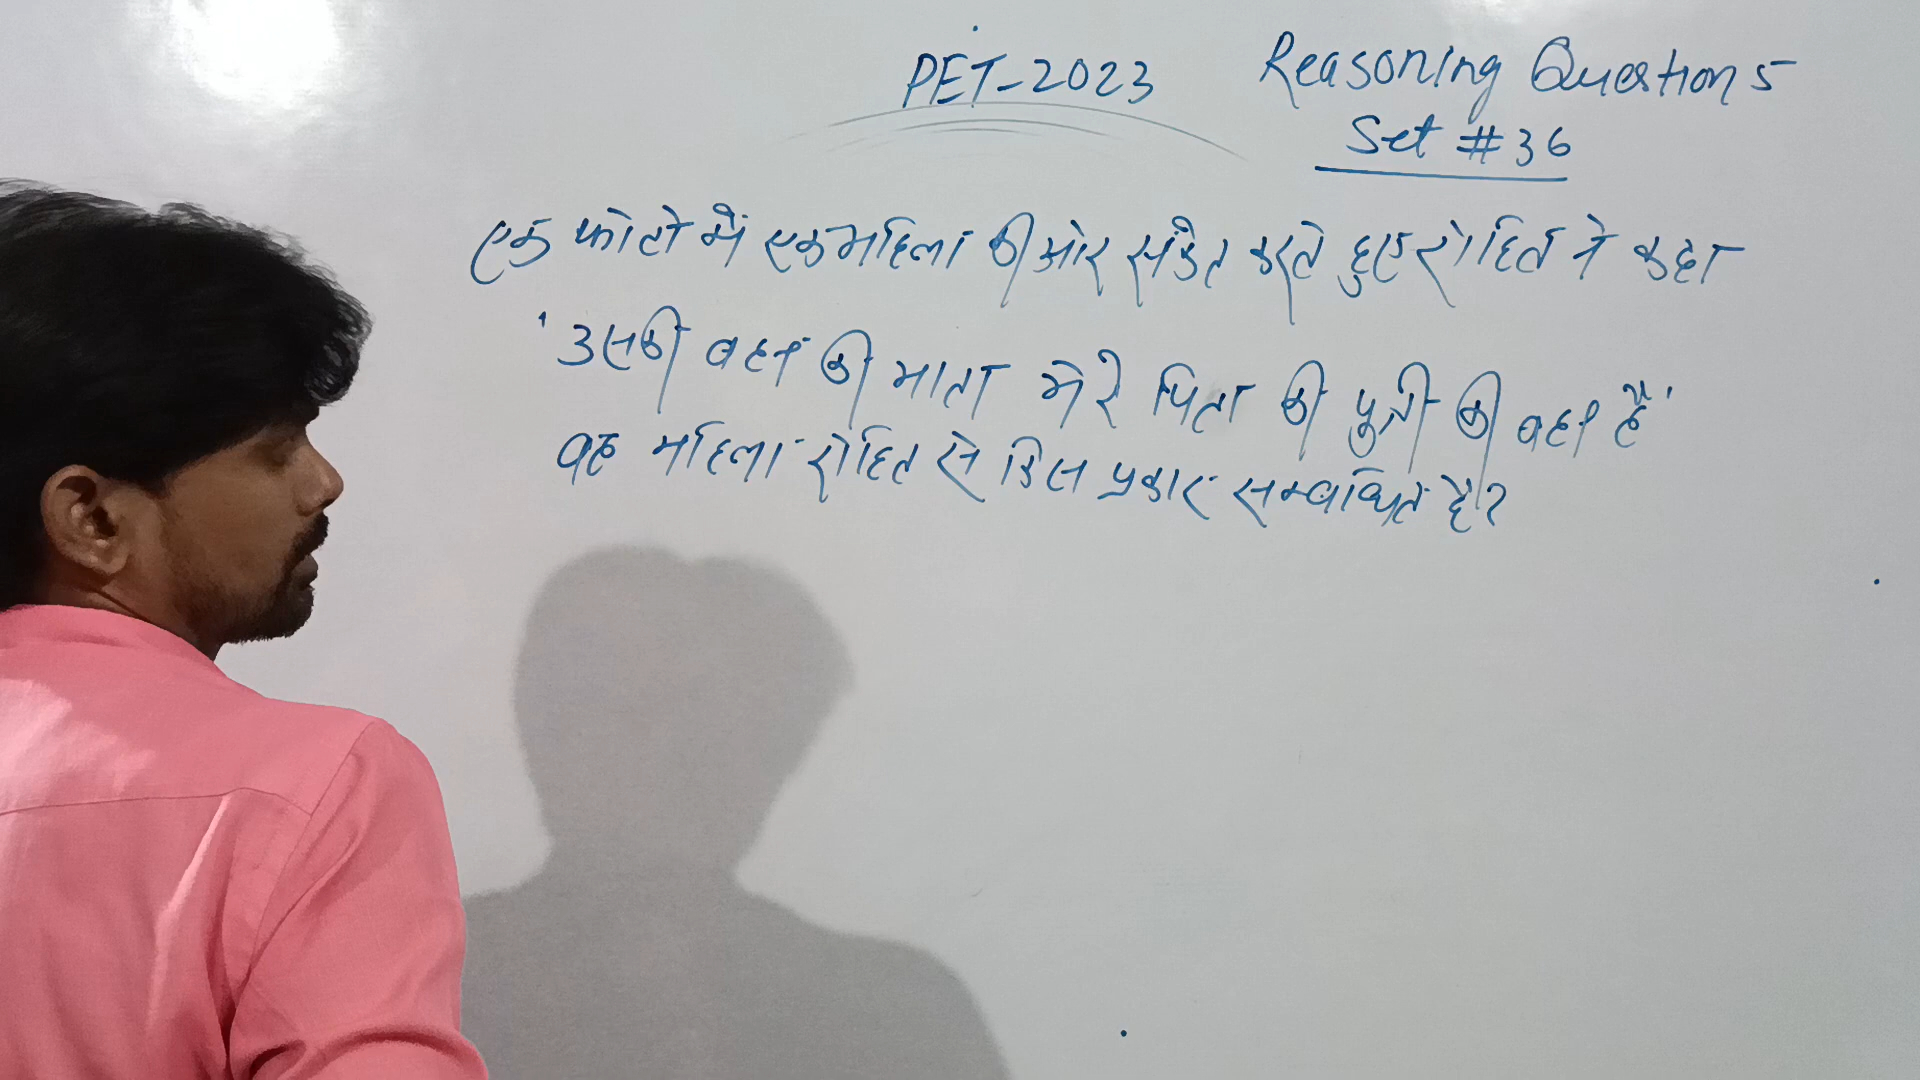 PET-2023 Reasoning Questions
Set #36
एक फोटो में एक महिला की ओर संकेत करते हुए रोहित ने कहा
'उसकी बहन की माता मेरे पिता की पुत्री की बहन हैं'
वह महिला रोहित से किस प्रकार सम्बन्धित है?